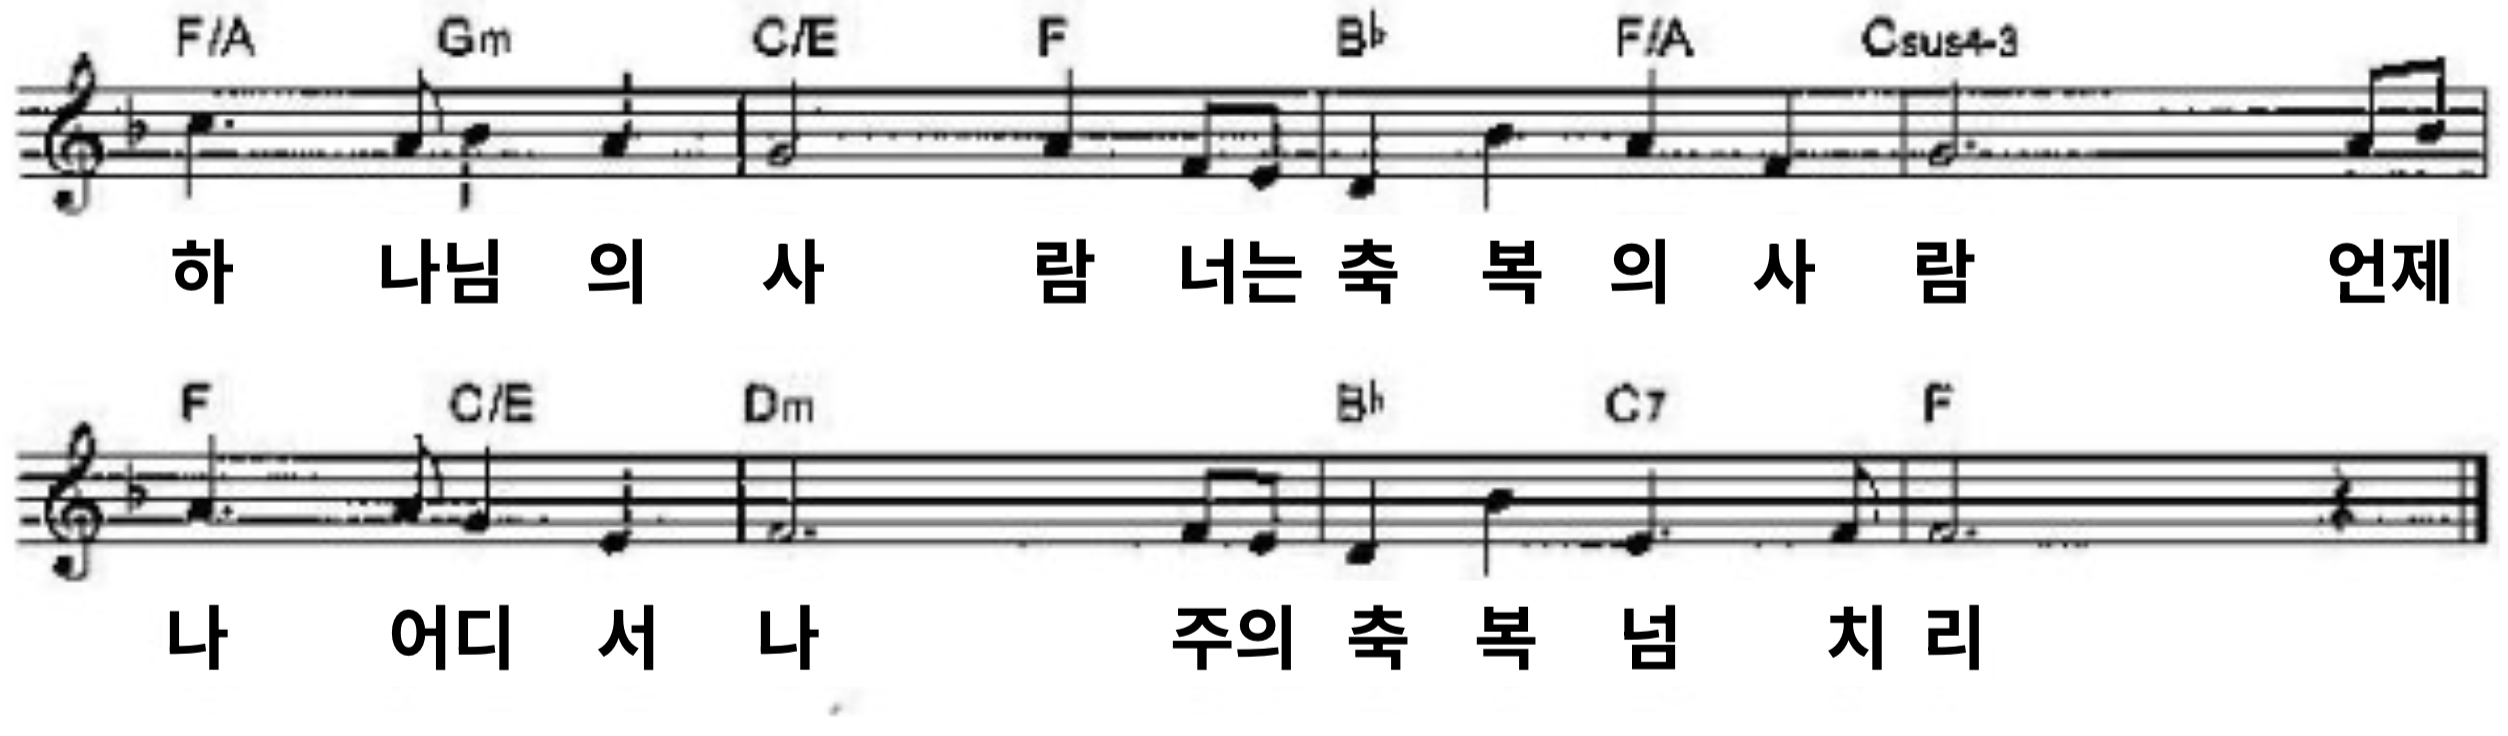 F/A Gm C/E F B♭ F/A Csus4-3
하 나님 의 사 람 너는 축 복 의 사 람 언제
F C/E Dm B♭ C7 F
나 어디 서 나 주의 축 복 넘 치 리